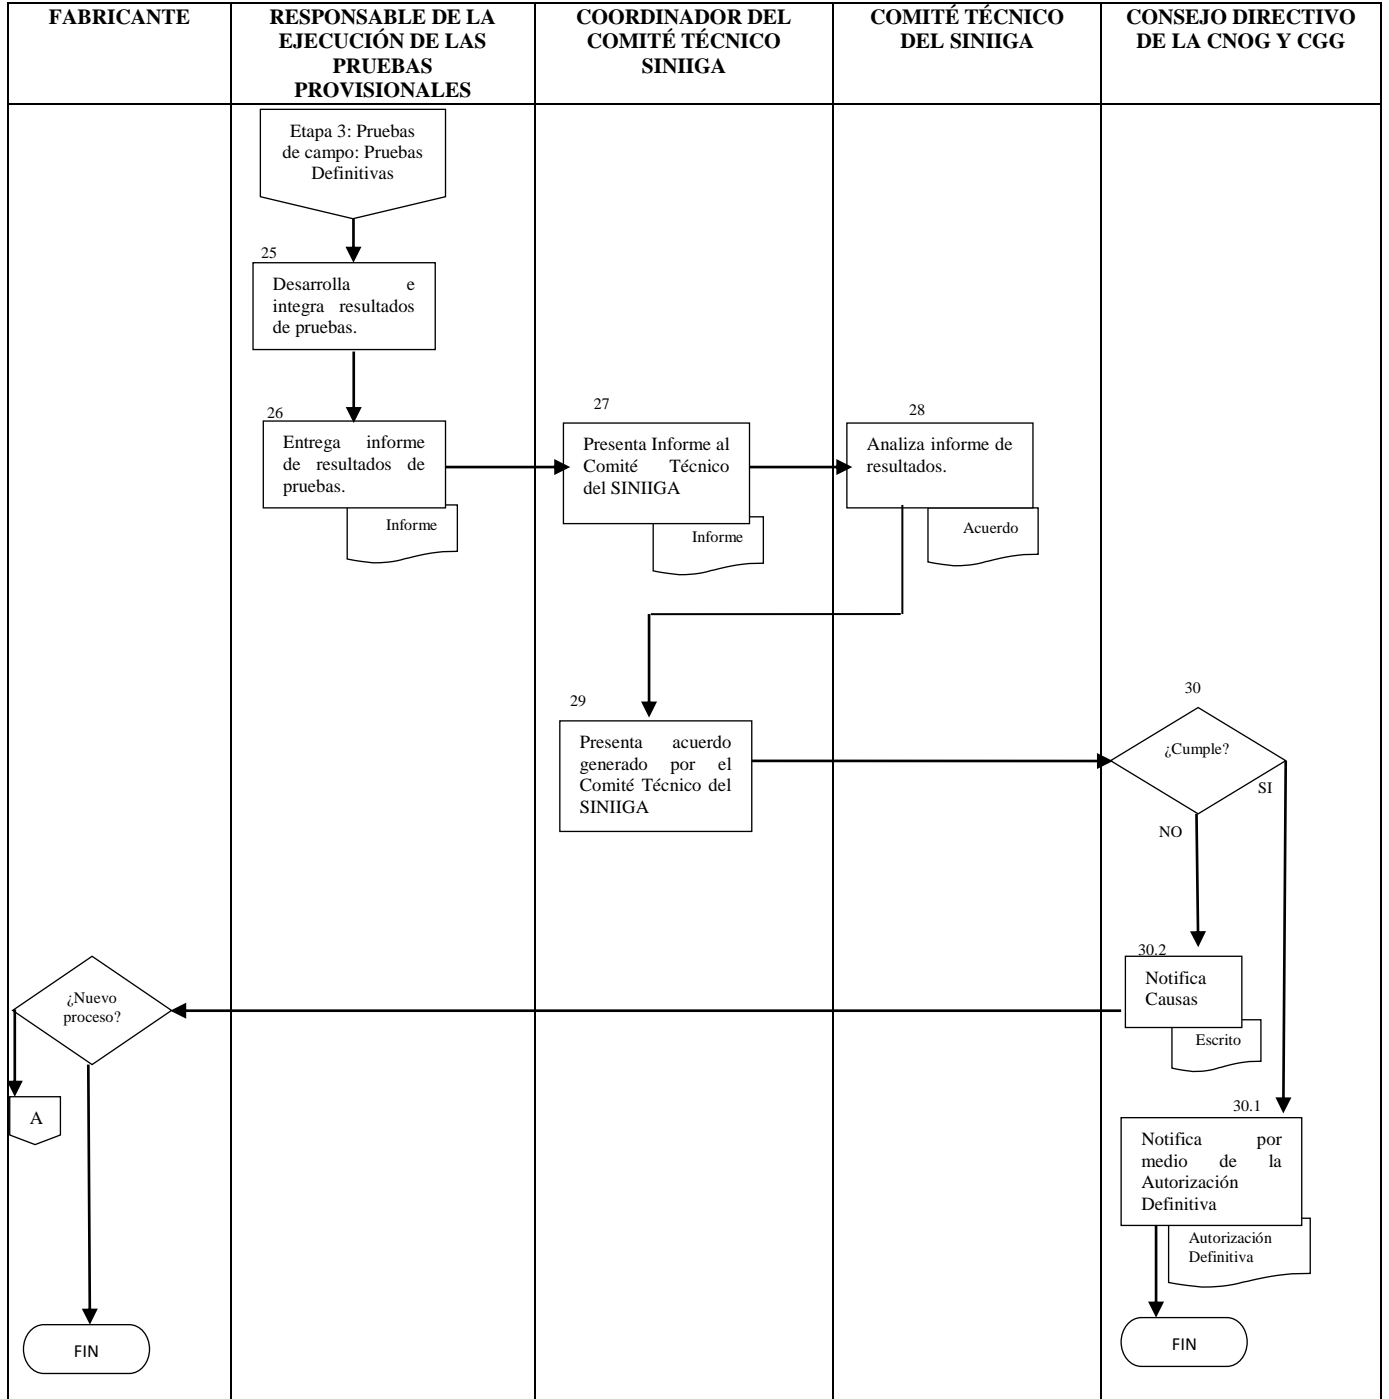 FABRICANTE
RESPONSABLE DE LA
EJECUCIÓN DE LAS
PRUEBAS
PROVISIONALES
COORDINADOR DEL
COMITÉ TÉCNICO
SINIIGA
COMITÉ TÉCNICO
DEL SINIIGA
CONSEJO DIRECTIVO
DE LA CNOG Y CGG
Etapa 3: Pruebas
de campo: Pruebas
Definitivas
25
Desarrolla e
integra resultados
de pruebas.
26
Entrega informe
de resultados de
pruebas.
Informe
27
Presenta Informe al
Comité Técnico
del SINIIGA
Informe
28
Analiza informe de
resultados.
Acuerdo
29
Presenta acuerdo
generado por el
Comité Técnico del
SINIIGA
30
¿Cumple?
SI
NO
30.2
Notifica
Causas
Escrito
¿Nuevo
proceso?
A
30.1
Notifica por
medio de la
Autorización
Definitiva
Autorización
Definitiva
FIN
FIN